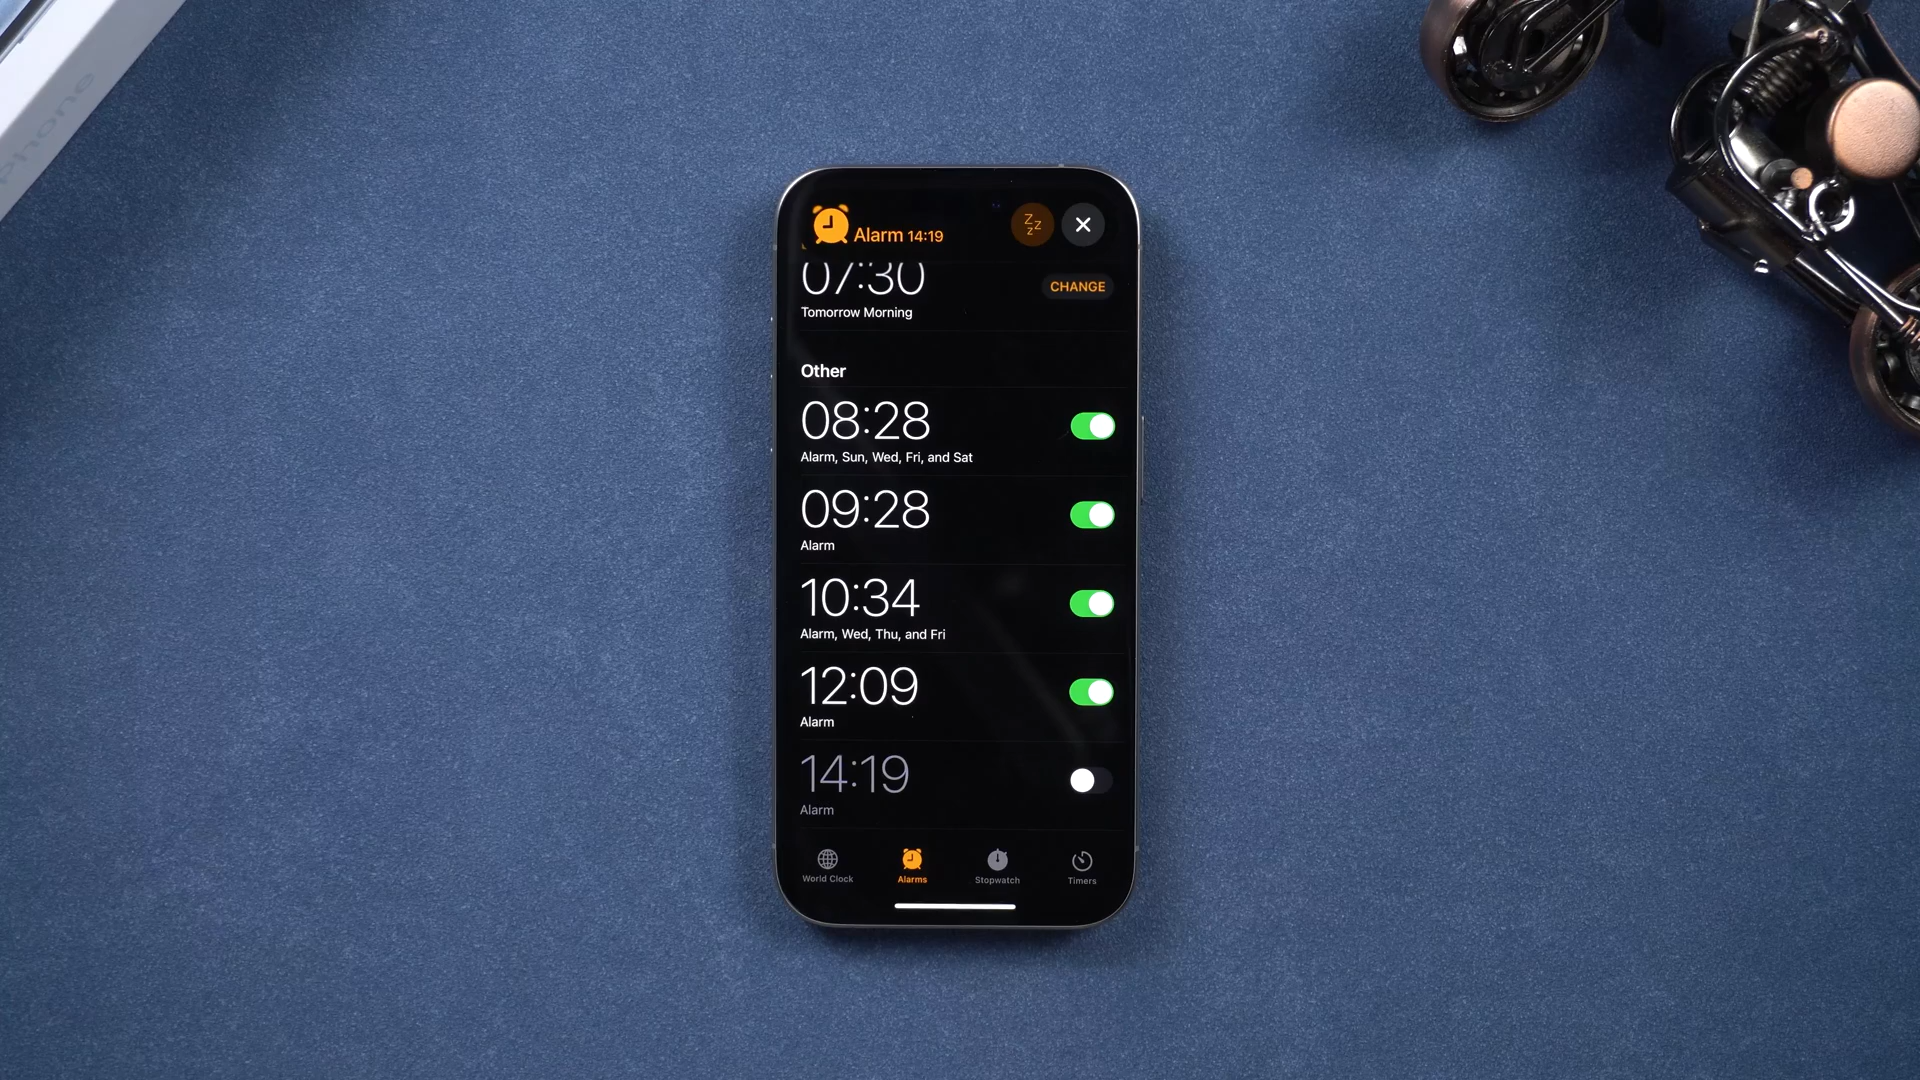 iPhone
Alarm 14:19
07:30
CHANGE
Tomorrow Morning
Other
08:28
Alarm, Sun, Wed, Fri, and Sat
09:28
Alarm
10:34
Alarm, Wed, Thu, and Fri
12:09
Alarm
14:19
Alarm
World Clock
Alarms
Stopwatch
Timers